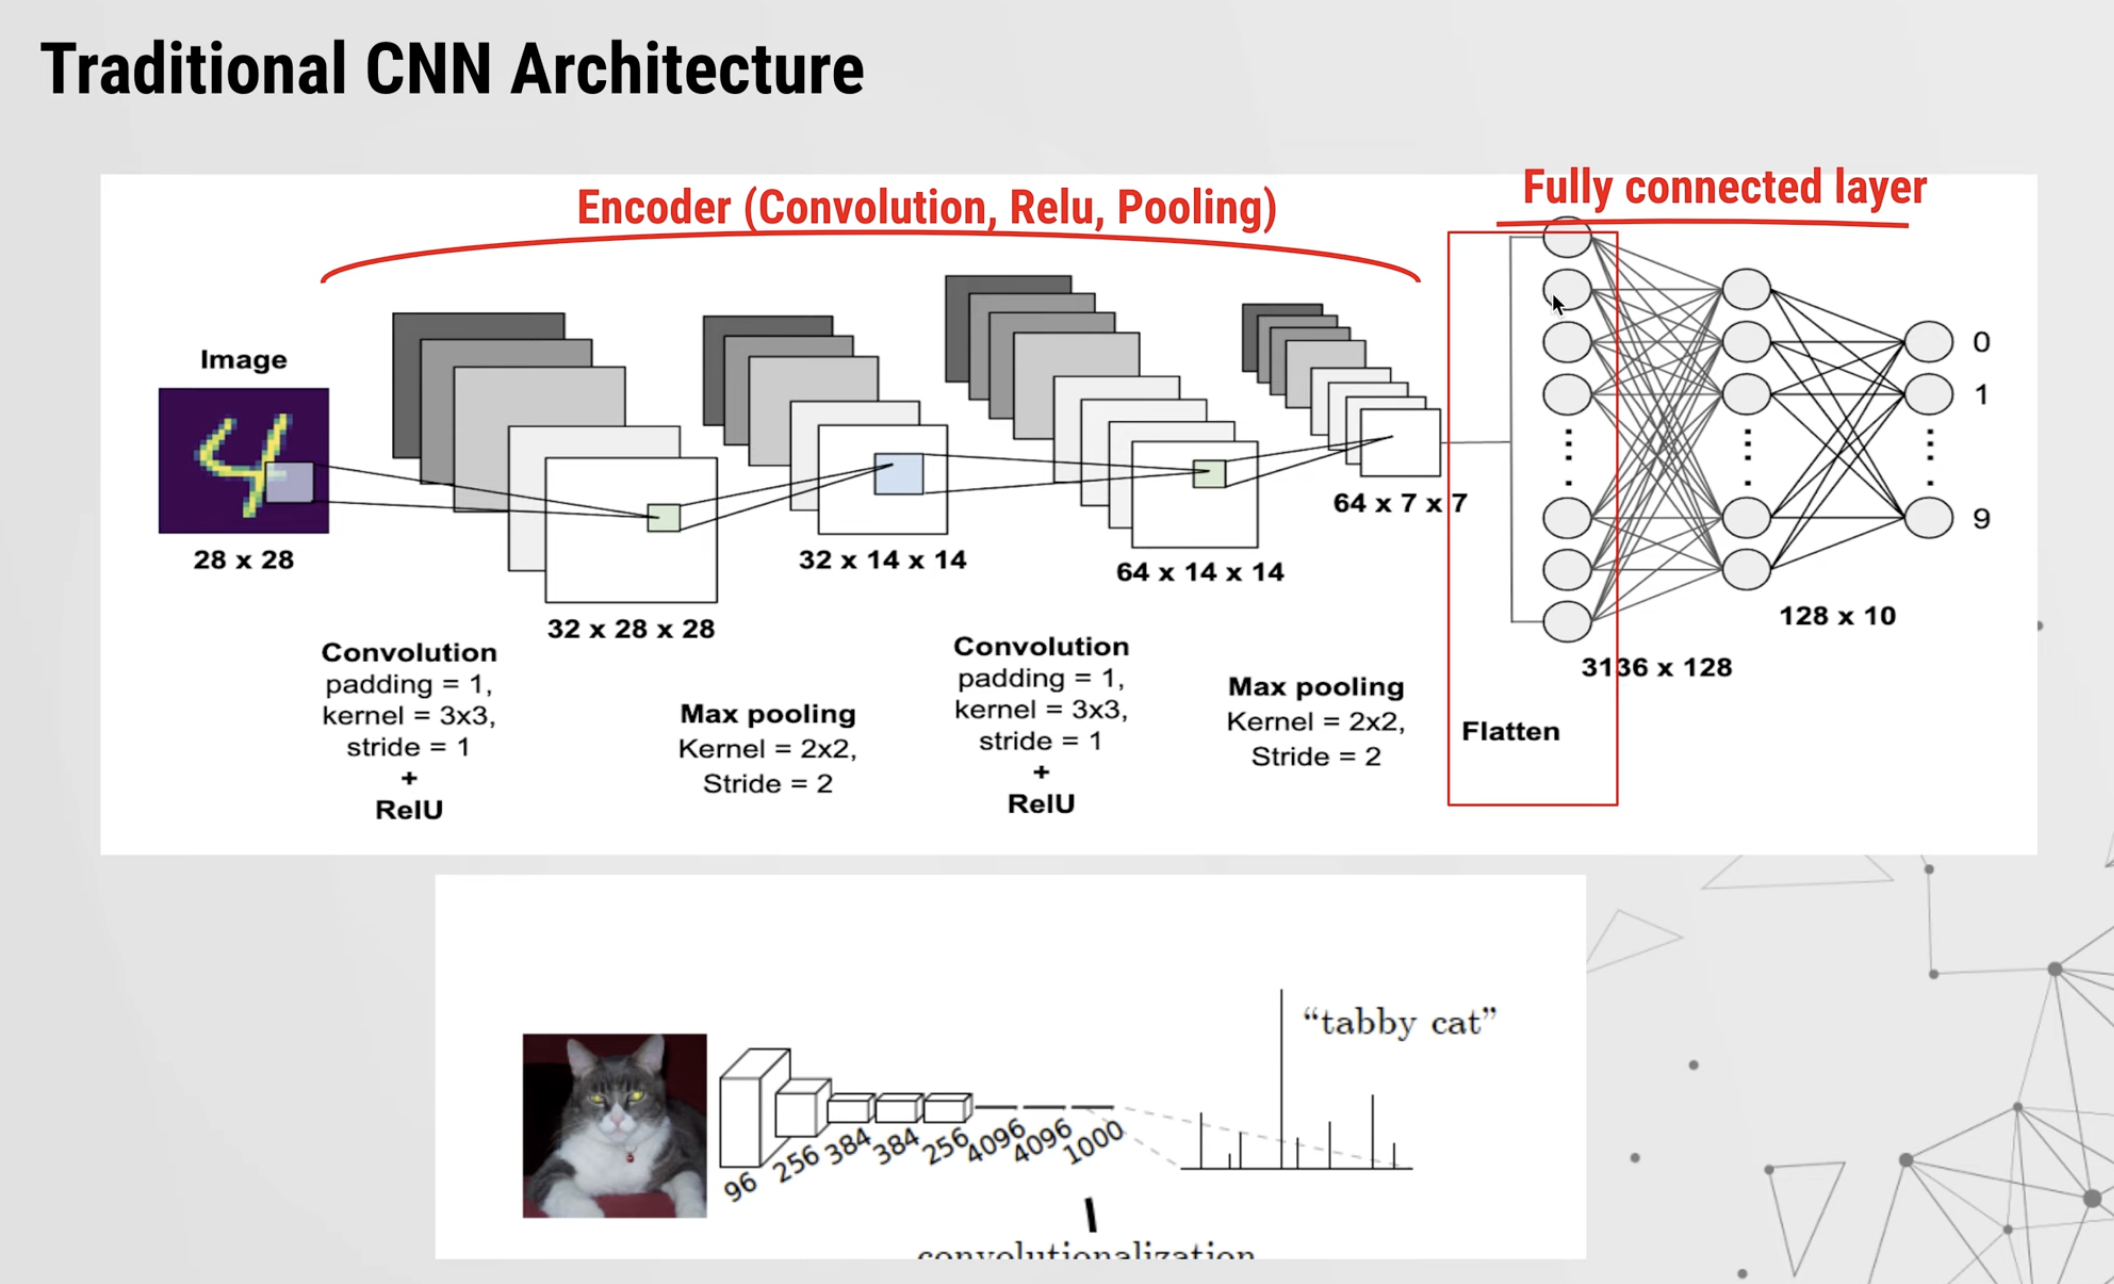 Traditional CNN Architecture
Encoder (Convolution, Relu, Pooling)
Fully connected layer
Image
28 x 28
32 x 28 x 28
32 x 14 x 14
64 x 14 x 14
64 x 7 x 7
0
1
9
128 x 10
3136 x 128
Convolution
padding = 1,
kernel = 3x3,
stride = 1
+
RelU
Max pooling
Kernel = 2x2,
Stride = 2
Convolution
padding = 1,
kernel = 3x3,
stride = 1
+
RelU
Max pooling
Kernel = 2x2,
Stride = 2
Flatten
“tabby cat”
96
256
384
384
256
4096
4096
1000
convolutionalization